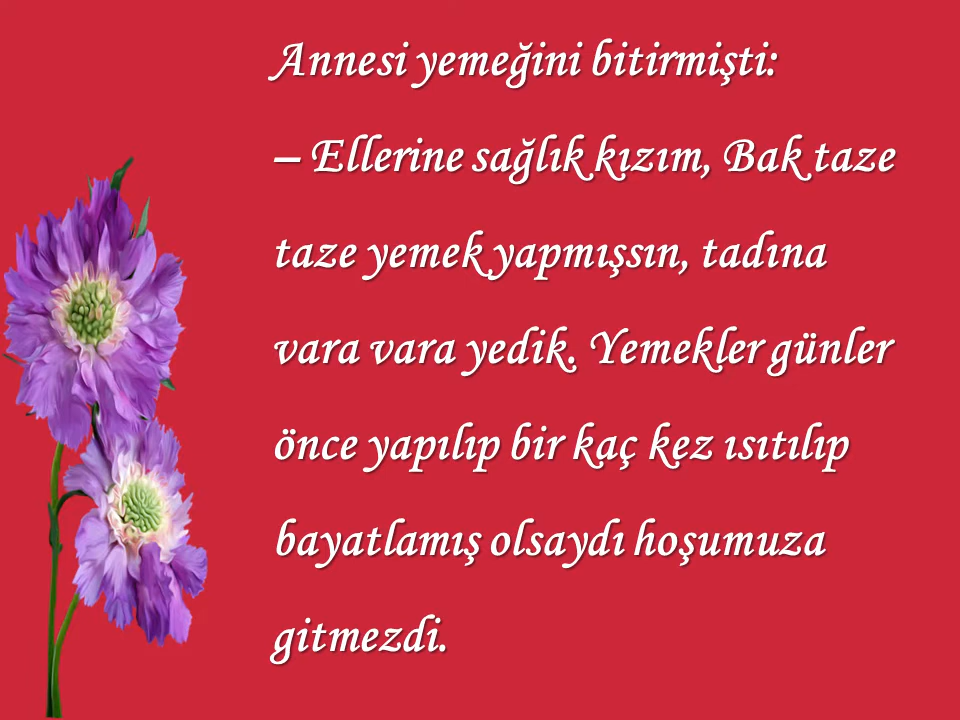 Annesi yemeğini bitirmişti:
– Ellerine sağlık kızım, Bak taze
taze yemek yapmışsın, tadına
vara vara yedik. Yemekler günler
önce yapılıp bir kaç kez ısıtılıp
bayatlamış olsaydı hoşumuza
gitmezdi.